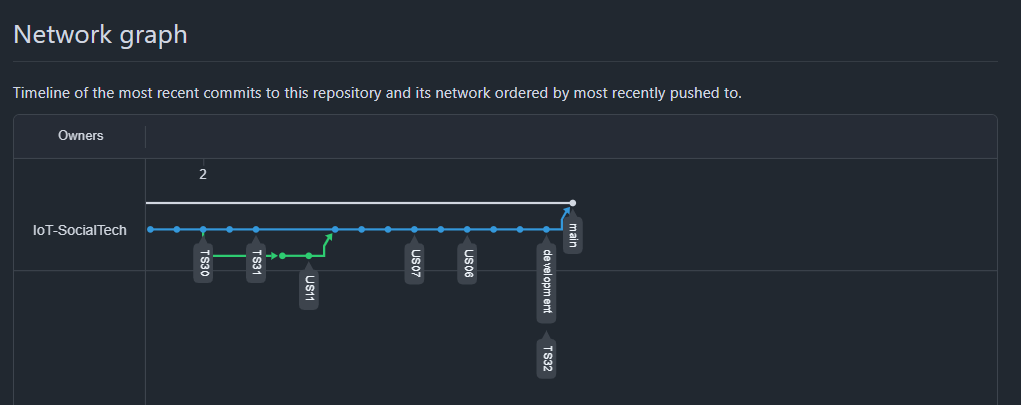 Network graph
Timeline of the most recent commits to this repository and its network ordered by most recently pushed to.
Owners
2
IoT-SocialTech
TS30
TS31
US11
US07
US06
development
TS32
main